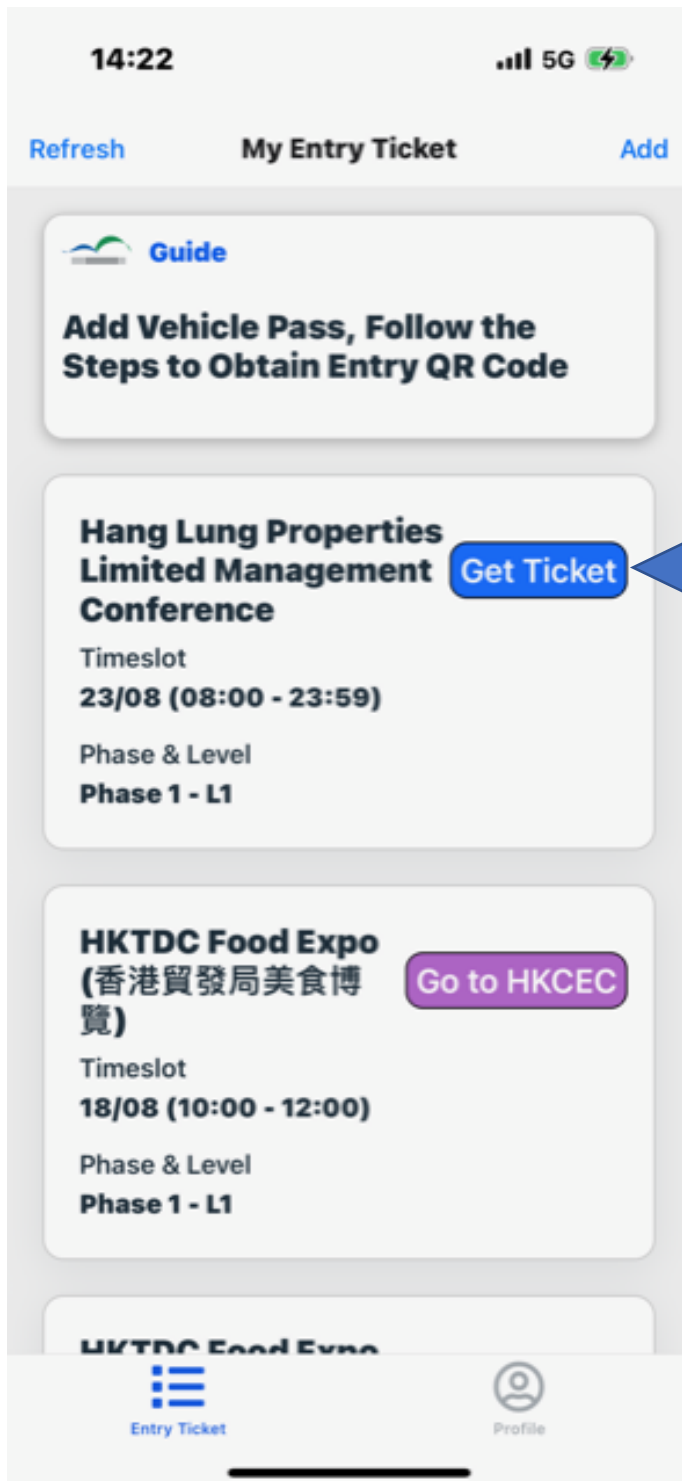 14:22
5G
Refresh My Entry Ticket Add
Guide
Add Vehicle Pass, Follow the
Steps to Obtain Entry QR Code
Hang Lung Properties
Limited Management
Conference
Get Ticket
Timeslot
23/08 (08:00 - 23:59)
Phase & Level
Phase 1 - L1
HKTDC Food Expo
(香港貿發局美食博
覽)
Go to HKCEC
Timeslot
18/08 (10:00 - 12:00)
Phase & Level
Phase 1 - L1
HKTDC Food Expo
Entry Ticket Profile